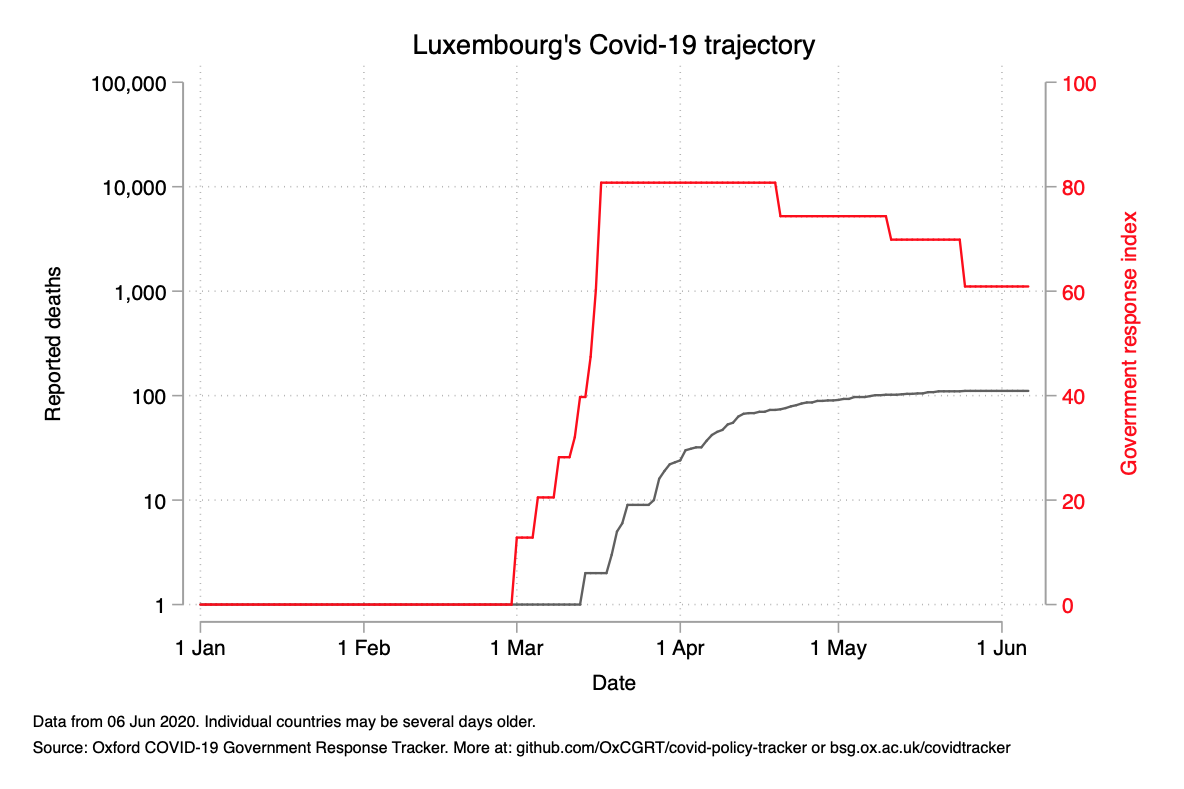 Luxembourg's Covid-19 trajectory
100,000
10,000
1,000
100
10
1
Reported deaths
100
80
60
40
20
0
Government response index
1 Jan
1 Feb
1 Mar
1 Apr
1 May
1 Jun
Date
Data from 06 Jun 2020. Individual countries may be several days older.
Source: Oxford COVID-19 Government Response Tracker. More at: github.com/OxCGRT/covid-policy-tracker or bsg.ox.ac.uk/covidtracker